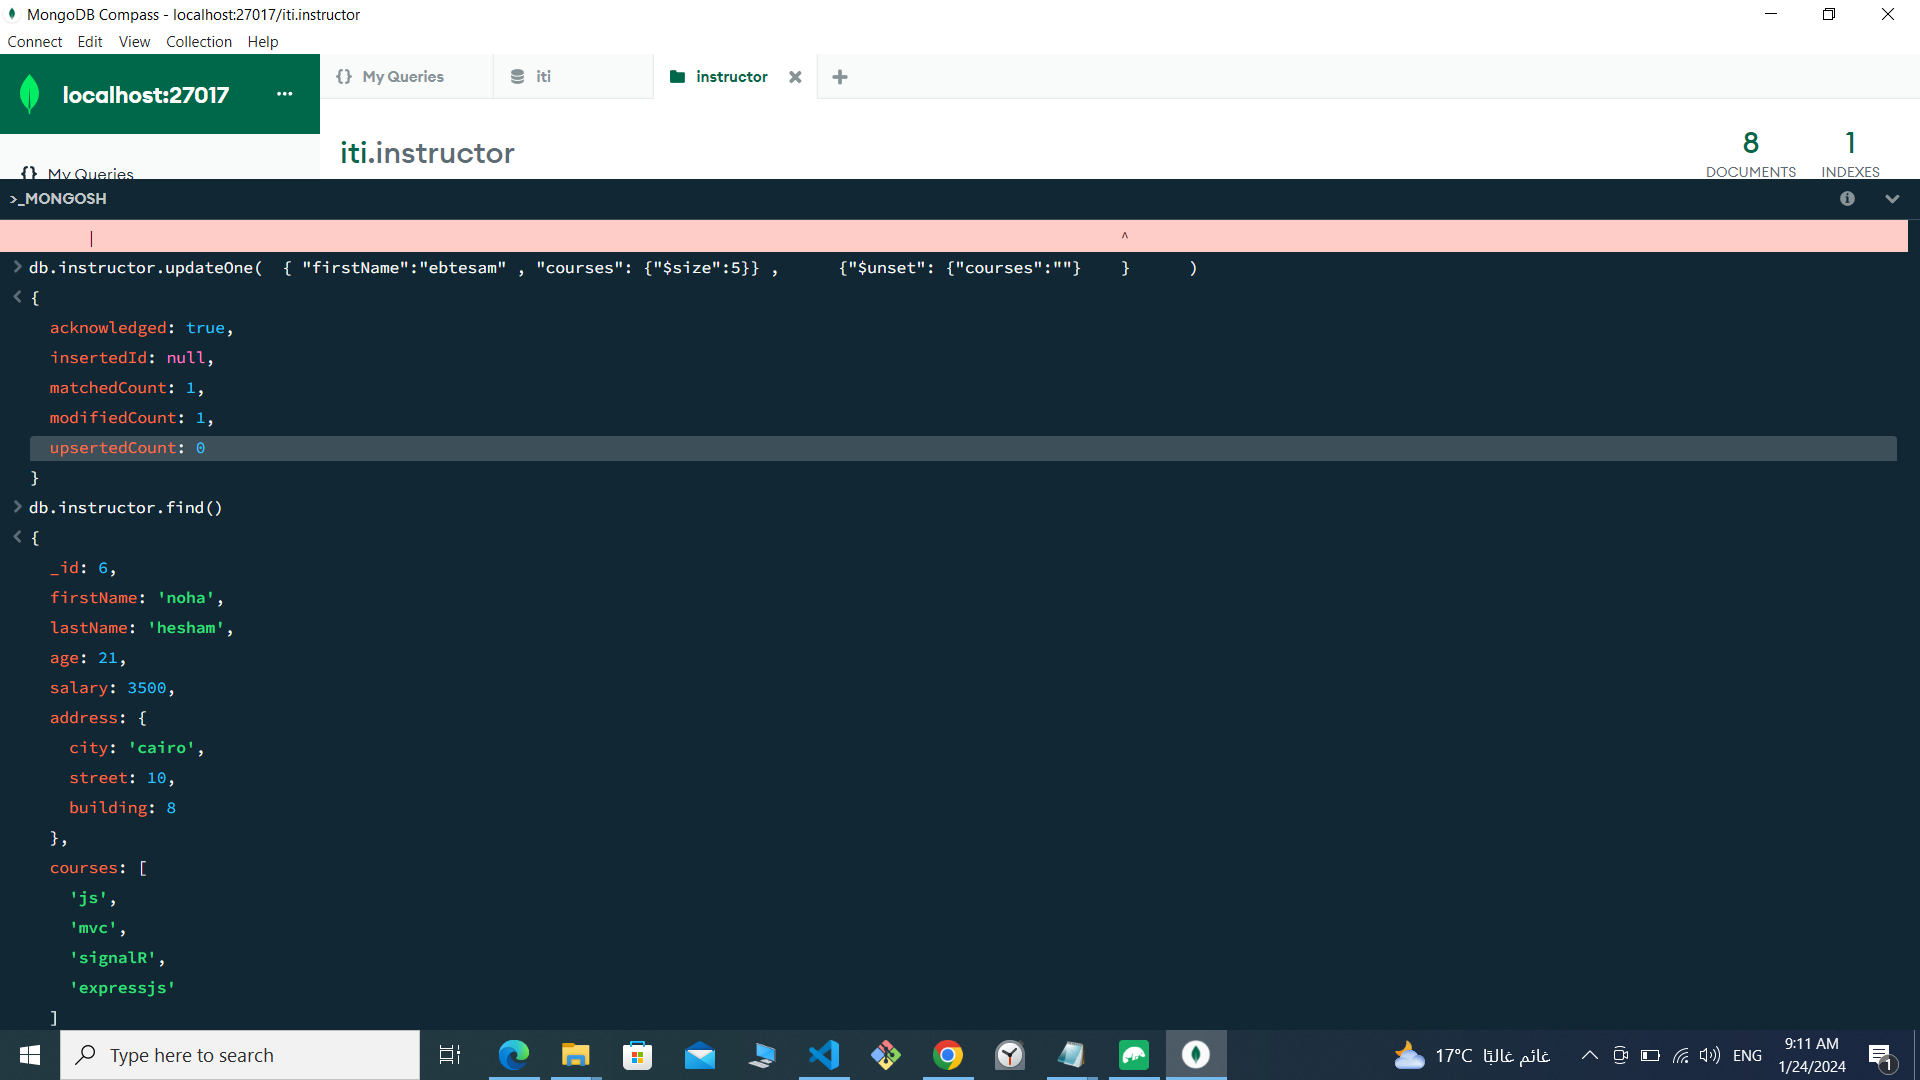 MongoDB Compass - localhost:27017/iti.instructor
Connect Edit View Collection Help
localhost:27017 ...
{} My Queries iti instructor
iti.instructor
8 1
DOCUMENTS INDEXES
{} My Queries
>_MONGOSH
| ^
> db.instructor.updateOne( { "firstName":"ebtesam" , "courses": {"$size":5}} , {"$unset": {"courses":""} } )
< {
acknowledged: true,
insertedId: null,
matchedCount: 1,
modifiedCount: 1,
upsertedCount: 0
}
> db.instructor.find()
< {
_id: 6,
firstName: 'noha',
lastName: 'hesham',
age: 21,
salary: 3500,
address: {
city: 'cairo',
street: 10,
building: 8
},
courses: [
'js',
'mvc',
'signalR',
'expressjs'
]
Type here to search
17°C غائم غالبًا
ENG
9:11 AM
1/24/2024
1